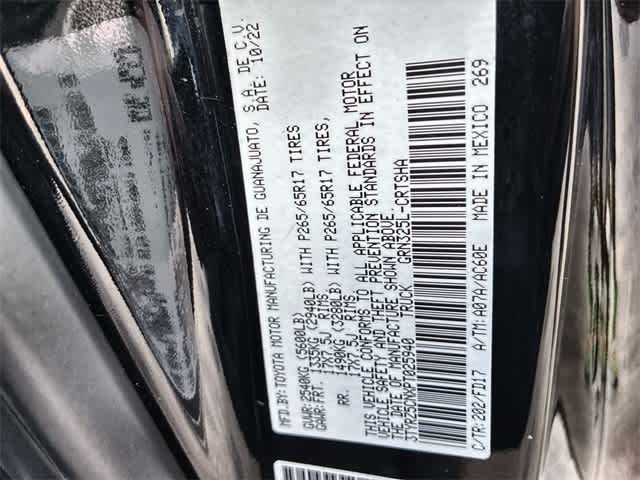 MFD.BY:TOYOTA MOTOR MANUFACTURING DE GUANAJUATO, S.A. DE C.V.
DATE: 10/22
GVWR:2540KG (5600LB)
GAWR:FRT. 1335KG (2940LB) WITH P265/65R17 TIRES
17X7.5J RIMS
RR. 1490KG (3280LB) WITH P265/65R17 TIRES,
17X7.5J RIMS
THIS VEHICLE CONFORMS TO ALL APPLICABLE FEDERAL MOTOR
VEHICLE SAFETY AND THEFT PREVENTION STANDARDS IN EFFECT ON
THE DATE OF MANUFACTURE SHOWN ABOVE.
3TYRZ5CNXPT025940 TRUCK GRN325L-CRTSHA
C/TR:202/FD17 A/TM:A07A/AC60E MADE IN MEXICO 269